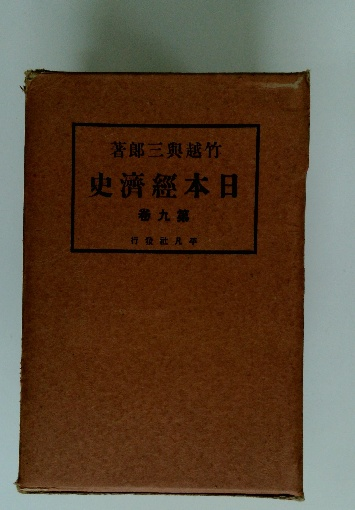 竹越與三郎著
日本經濟史
第九卷
平凡社發行